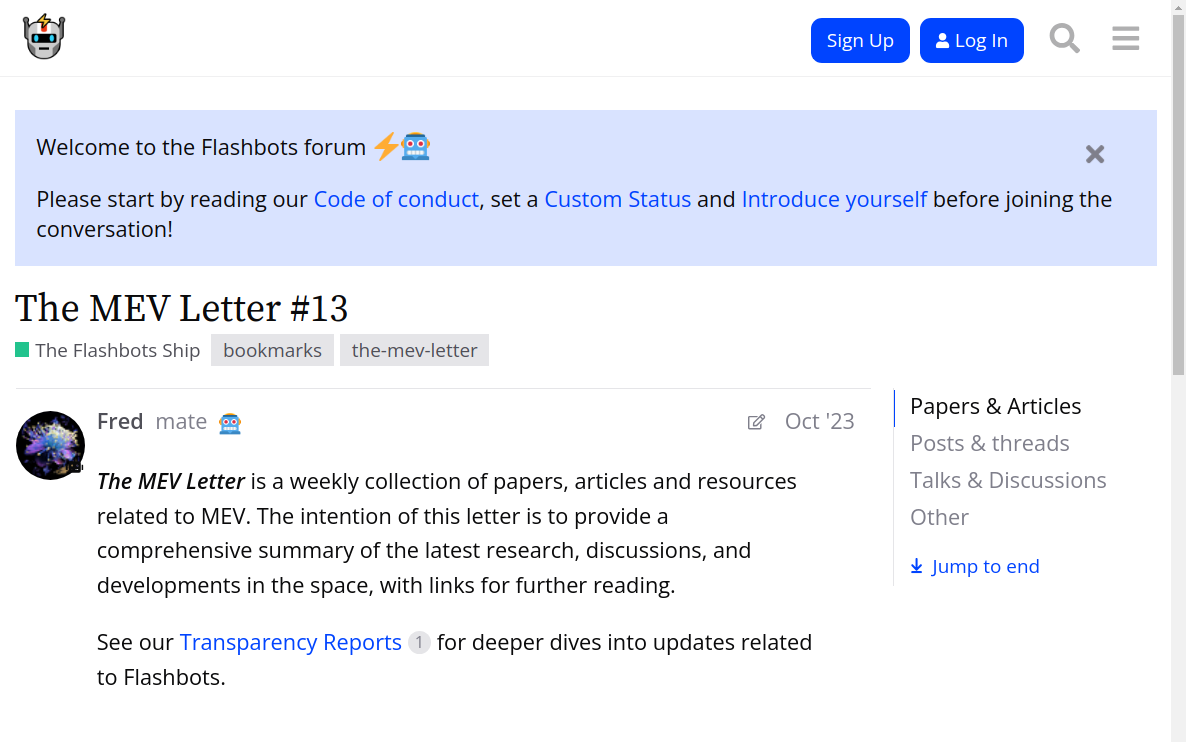 Sign Up
Log In
Welcome to the Flashbots forum
Please start by reading our Code of conduct, set a Custom Status and Introduce yourself before joining the
conversation!
The MEV Letter #13
The Flashbots Ship bookmarks the-mev-letter
Fred mate Oct '23
The MEV Letter is a weekly collection of papers, articles and resources
related to MEV. The intention of this letter is to provide a
comprehensive summary of the latest research, discussions, and
developments in the space, with links for further reading.
See our Transparency Reports 1 for deeper dives into updates related
to Flashbots.
Papers & Articles
Posts & threads
Talks & Discussions
Other
Jump to end